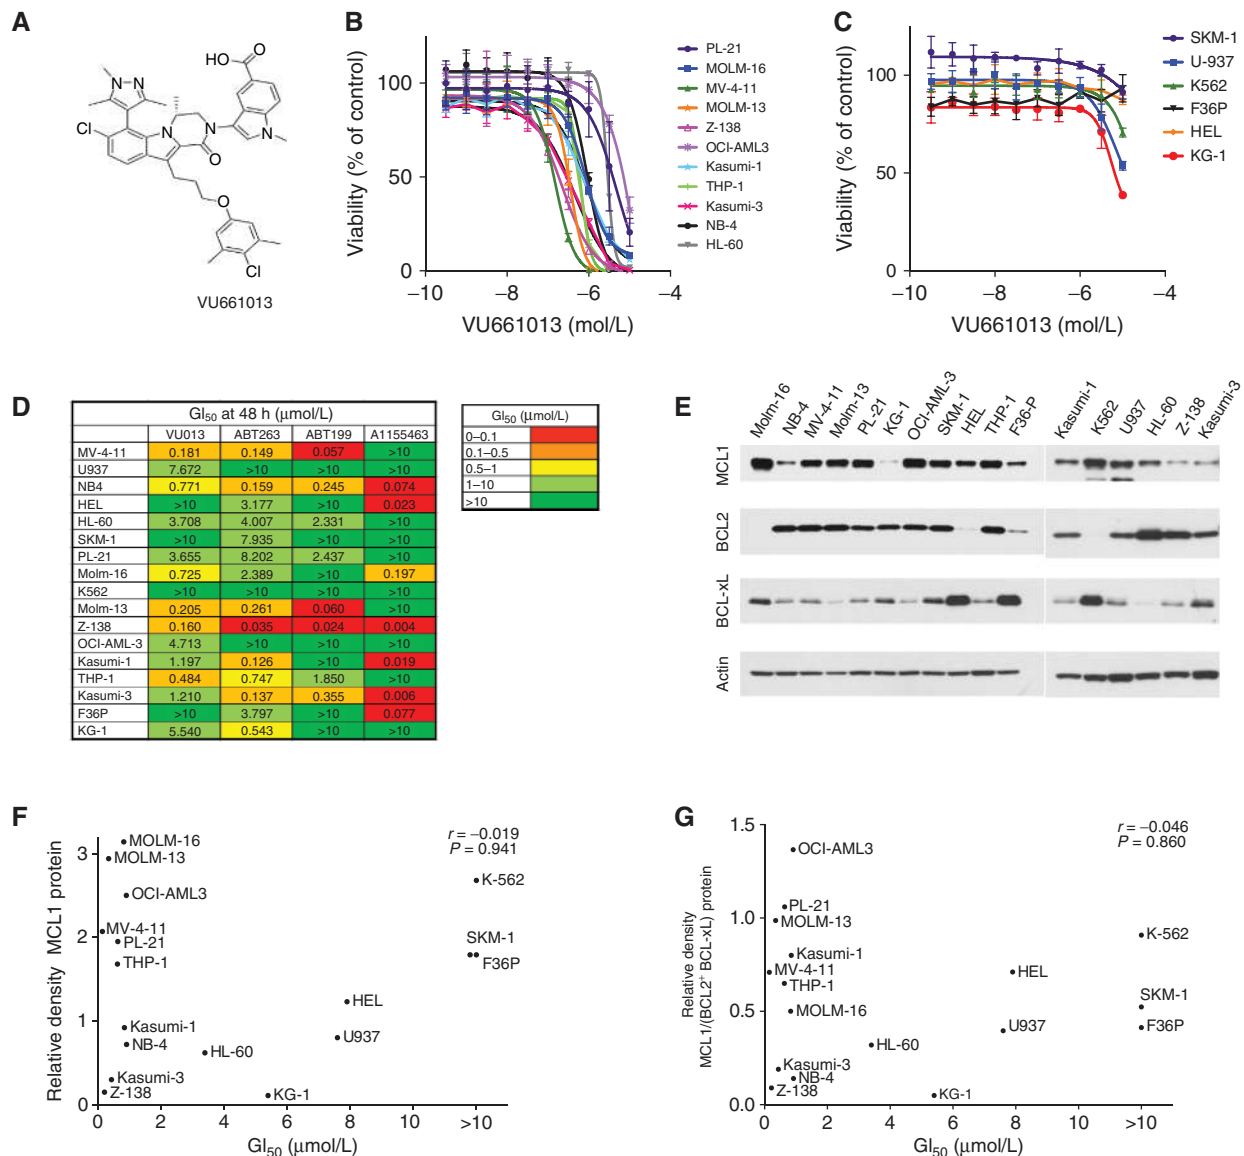 A
HO
O
N
N
N
N
N
Cl
O
O
Cl
VU661013
B
Viability (% of control)
100
50
0
−10
−8
−6
−4
VU661013 (mol/L)
PL-21
MOLM-16
MV-4-11
MOLM-13
Z-138
OCI-AML3
Kasumi-1
THP-1
Kasumi-3
NB-4
HL-60
C
Viability (% of control)
100
50
0
−10
−8
−6
−4
VU661013 (mol/L)
SKM-1
U-937
K562
F36P
HEL
KG-1
D
GI50 at 48 h (μmol/L)
VU013 ABT263 ABT199 A1155463
MV-4-11 0.181 0.149 0.057 >10
U937 7.672 >10 >10 >10
NB4 0.771 0.159 0.245 0.074
HEL >10 3.177 >10 0.023
HL-60 3.708 4.007 2.331 >10
SKM-1 >10 7.935 >10 >10
PL-21 3.655 8.202 2.437 >10
Molm-16 0.725 2.389 >10 0.197
K562 >10 >10 >10 >10
Molm-13 0.205 0.261 0.060 >10
Z-138 0.160 0.035 0.024 0.004
OCI-AML-3 4.713 >10 >10 >10
Kasumi-1 1.197 0.126 >10 0.019
THP-1 0.484 0.747 1.850 >10
Kasumi-3 1.210 0.137 0.355 0.006
F36P >10 3.797 >10 0.077
KG-1 5.540 0.543 >10 >10
GI50 (μmol/L)
0–0.1
0.1–0.5
0.5–1
1–10
>10
E
Molm-16
NB-4
MV-4-11
Molm-13
PL-21
KG-1
OCI-AML-3
SKM-1
HEL
THP-1
F36-P
Kasumi-1
K562
U937
HL-60
Z-138
Kasumi-3
MCL1
BCL2
BCL-xL
Actin
F
Relative density MCL1 protein
3
2
1
0
0
2
4
6
8
>10
GI50 (μmol/L)
r = −0.019
P = 0.941
MOLM-16
MOLM-13
OCI-AML3
MV-4-11
PL-21
THP-1
Kasumi-1
NB-4
Kasumi-3
Z-138
HL-60
KG-1
HEL
U937
K-562
SKM-1
F36P
G
Relative density
MCL1/(BCL2+ BCL-xL) protein
1.5
1.0
0.5
0.0
0
2
4
6
8
>10
GI50 (μmol/L)
r = −0.046
P = 0.860
OCI-AML3
PL-21
MOLM-13
Kasumi-1
MV-4-11
THP-1
MOLM-16
Kasumi-3
NB-4
Z-138
HL-60
KG-1
HEL
U937
K-562
SKM-1
F36P